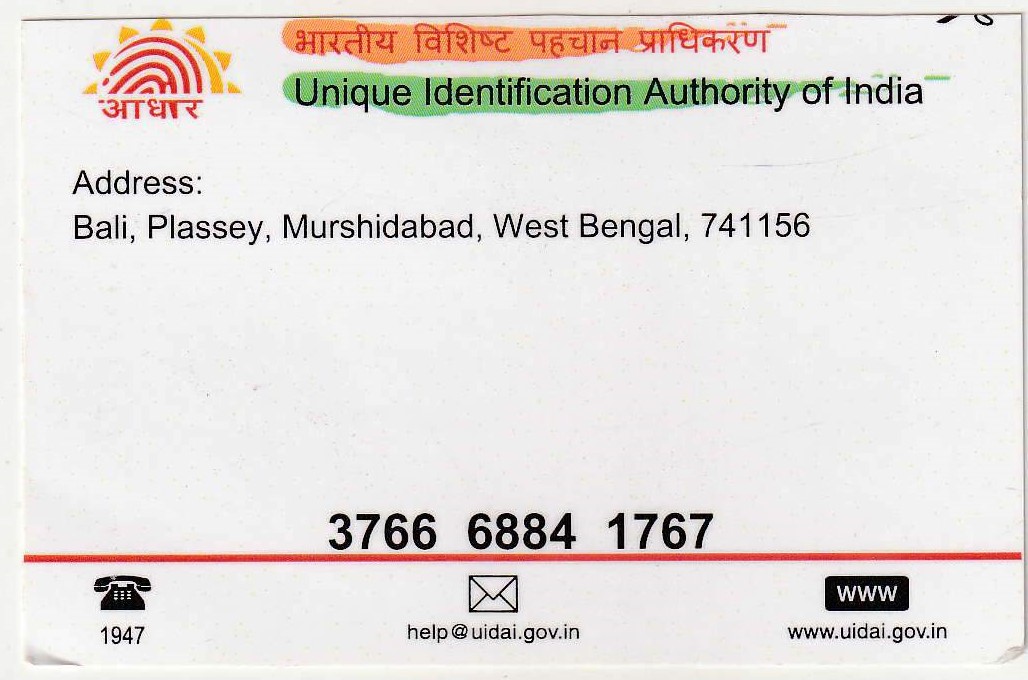 आधार
भारतीय विशिष्ट पहचान प्राधिकरण
Unique Identification Authority of India
Address:
Bali, Plassey, Murshidabad, West Bengal, 741156
3766 6884 1767
1947
help@uidai.gov.in
www
www.uidai.gov.in